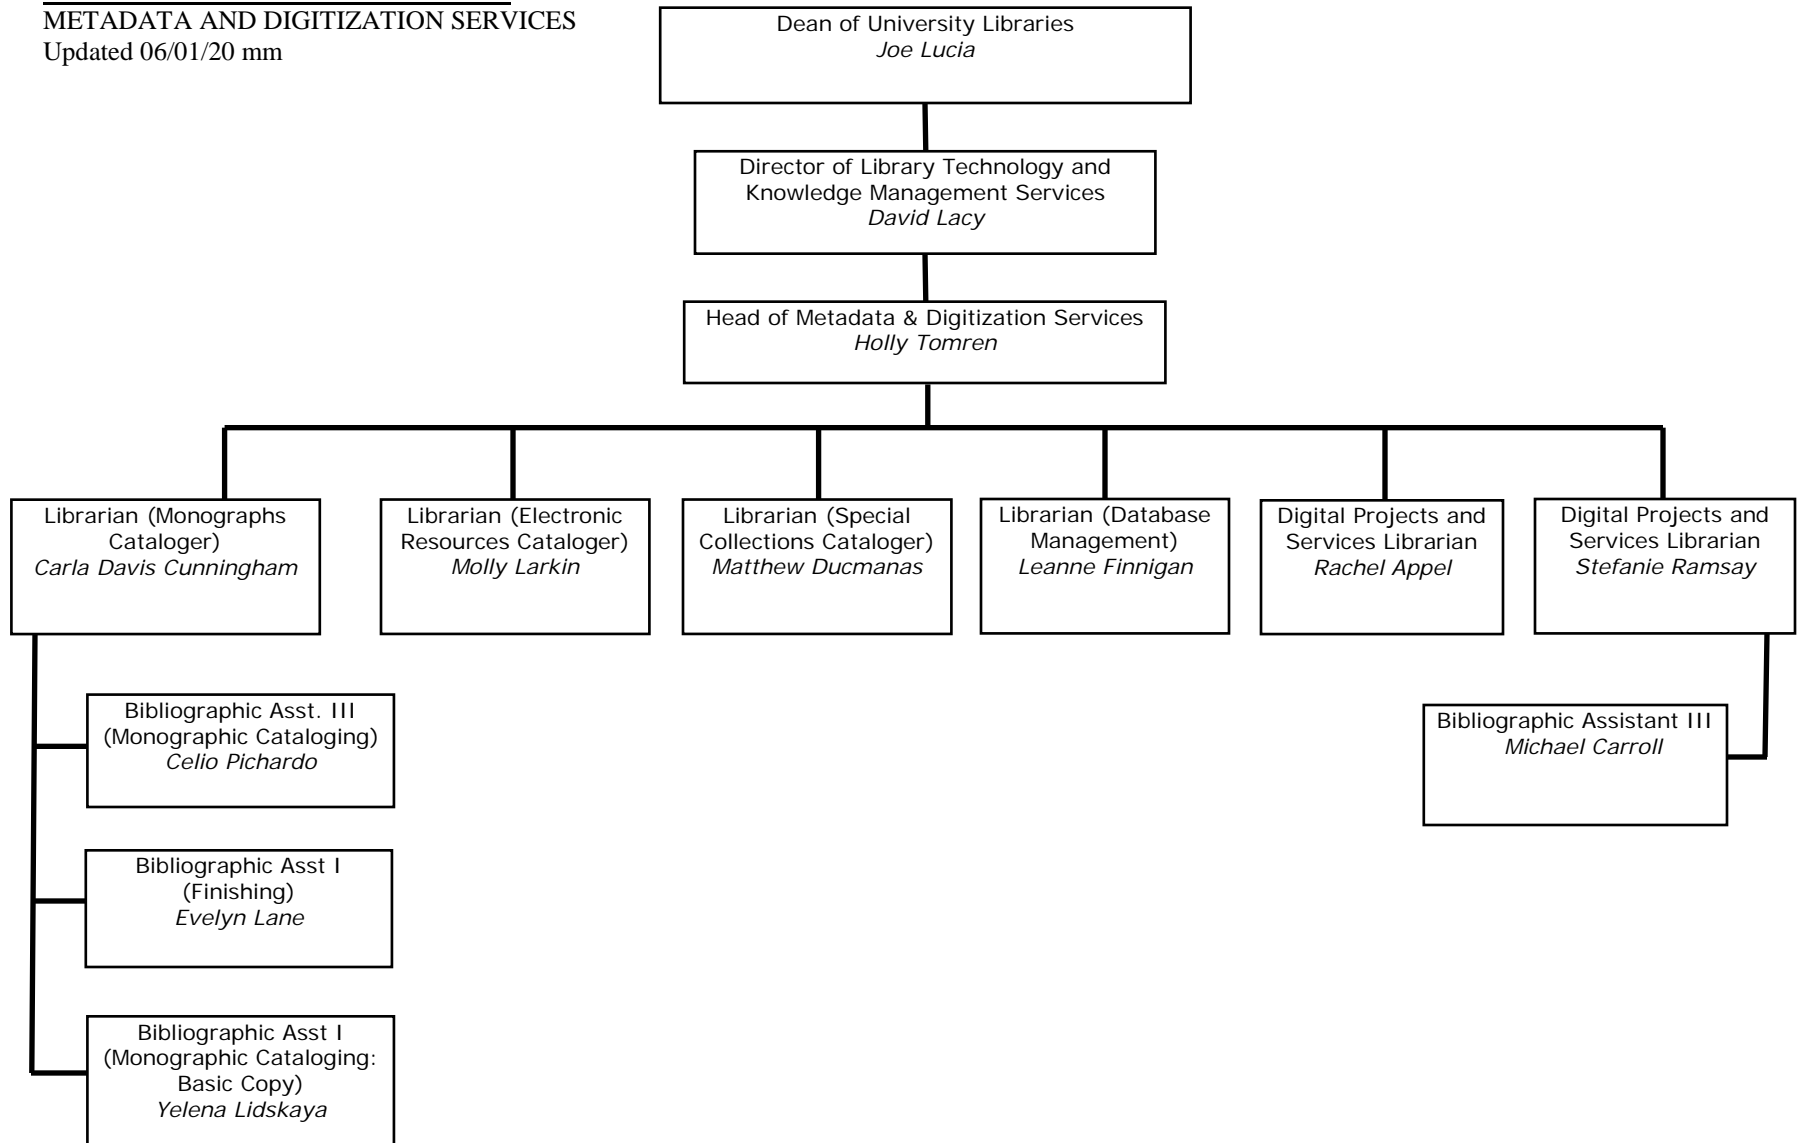 METADATA AND DIGITIZATION SERVICES
Updated 06/01/20 mm
Dean of University Libraries
Joe Lucia
Director of Library Technology and
Knowledge Management Services
David Lacy
Head of Metadata & Digitization Services
Holly Tomren
Librarian (Monographs
Cataloger)
Carla Davis Cunningham
Librarian (Electronic
Resources Cataloger)
Molly Larkin
Librarian (Special
Collections Cataloger)
Matthew Ducmanas
Librarian (Database
Management)
Leanne Finnigan
Digital Projects and
Services Librarian
Rachel Appel
Digital Projects and
Services Librarian
Stefanie Ramsay
Bibliographic Asst. III
(Monographic Cataloging)
Celio Pichardo
Bibliographic Asst I
(Finishing)
Evelyn Lane
Bibliographic Asst I
(Monographic Cataloging:
Basic Copy)
Yelena Lidskaya
Bibliographic Assistant III
Michael Carroll